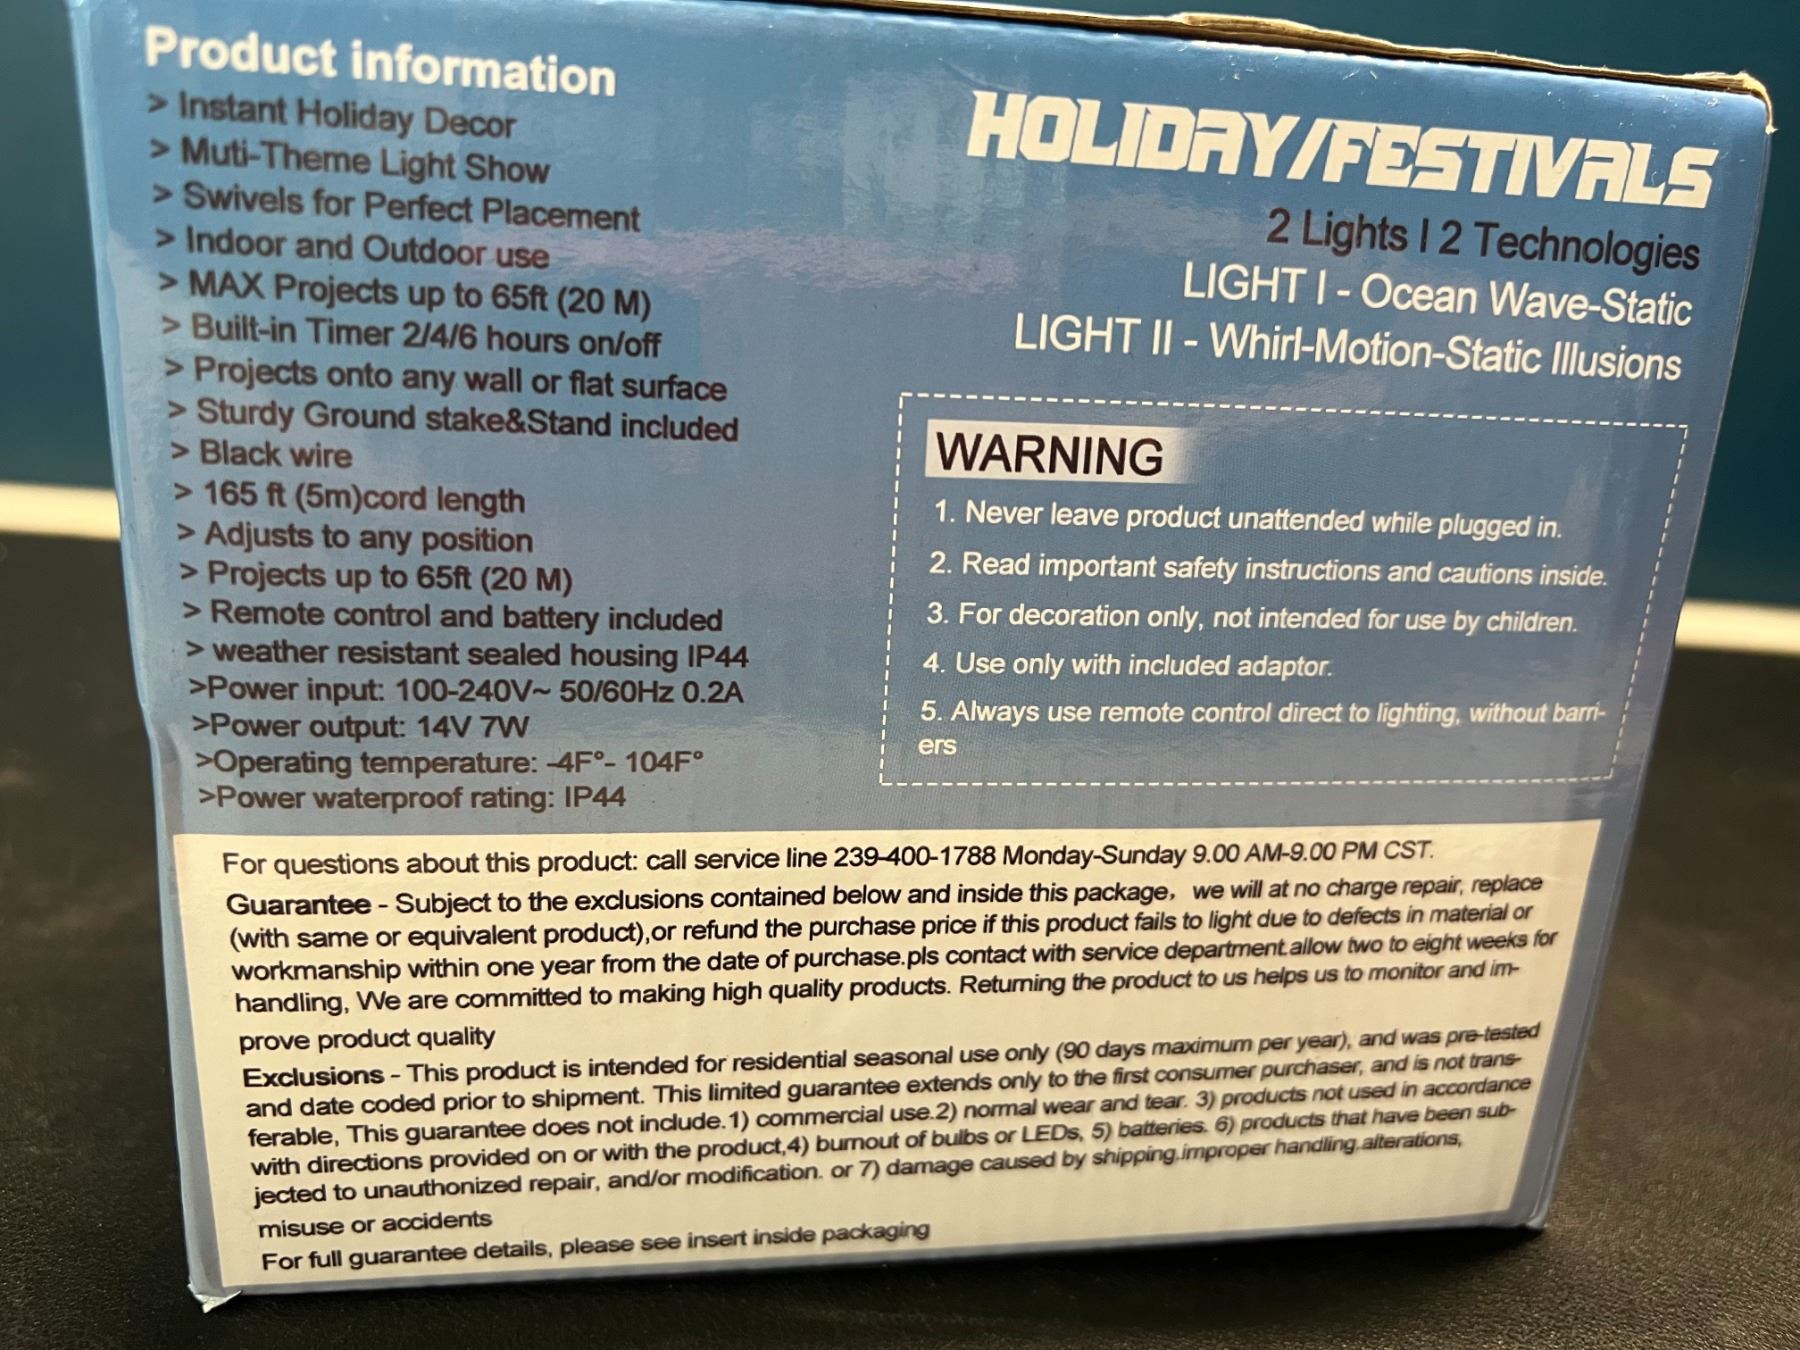 Product information
> Instant Holiday Decor
> Muti-Theme Light Show
> Swivels for Perfect Placement
> Indoor and Outdoor use
> MAX Projects up to 65ft (20 M)
> Built-in Timer 2/4/6 hours on/off
> Projects onto any wall or flat surface
> Sturdy Ground stake&Stand included
> Black wire
> 165 ft (5m)cord length
> Adjusts to any position
> Projects up to 65ft (20 M)
> Remote control and battery included
> weather resistant sealed housing IP44
>Power input: 100-240V~ 50/60Hz 0.2A
>Power output: 14V 7W
>Operating temperature: -4F°- 104F°
>Power waterproof rating: IP44
HOLIDAY/FESTIVALS
2 Lights I 2 Technologies
LIGHT I - Ocean Wave-Static
LIGHT II - Whirl-Motion-Static Illusions
WARNING
1. Never leave product unattended while plugged in.
2. Read important safety instructions and cautions inside.
3. For decoration only, not intended for use by children.
4. Use only with included adaptor.
5. Always use remote control direct to lighting, without barri-
ers
For questions about this product: call service line 239-400-1788 Monday-Sunday 9.00 AM-9.00 PM CST.
Guarantee - Subject to the exclusions contained below and inside this package, we will at no charge repair, replace
(with same or equivalent product),or refund the purchase price if this product fails to light due to defects in material or
workmanship within one year from the date of purchase.pls contact with service department.allow two to eight weeks for
handling, We are committed to making high quality products. Returning the product to us helps us to monitor and im-
prove product quality
Exclusions - This product is intended for residential seasonal use only (90 days maximum per year), and was pre-tested
and date coded prior to shipment. This limited guarantee extends only to the first consumer purchaser, and is not trans-
ferable, This guarantee does not include.1) commercial use.2) normal wear and tear. 3) products not used in accordance
with directions provided on or with the product,4) burnout of bulbs or LEDs, 5) batteries. 6) products that have been sub-
jected to unauthonized repair, and/or modification. or 7) damage caused by shipping.improper handling.alterations,
misuse or accidents
For full guarantee details, please see insert inside packaging